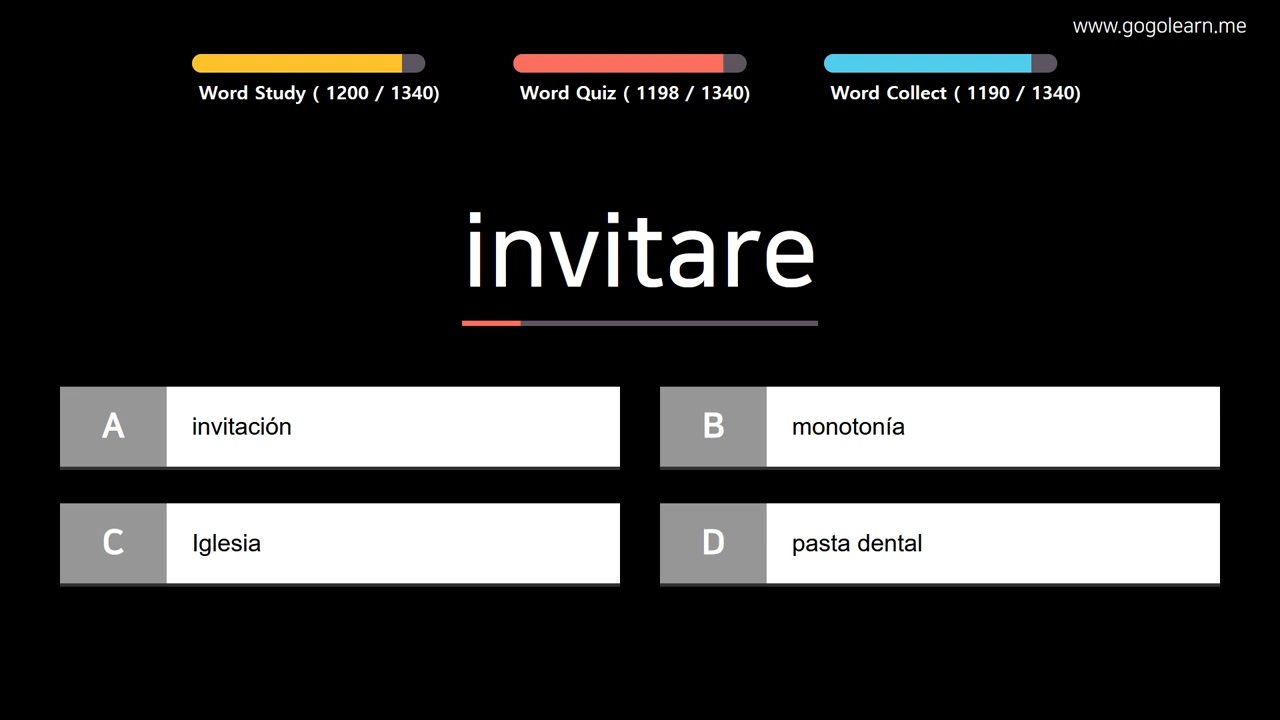 www.gogolearn.me
Word Study ( 1200 / 1340)
Word Quiz ( 1198 / 1340)
Word Collect ( 1190 / 1340)
invitare
A invitación
B monotonía
C Iglesia
D pasta dental